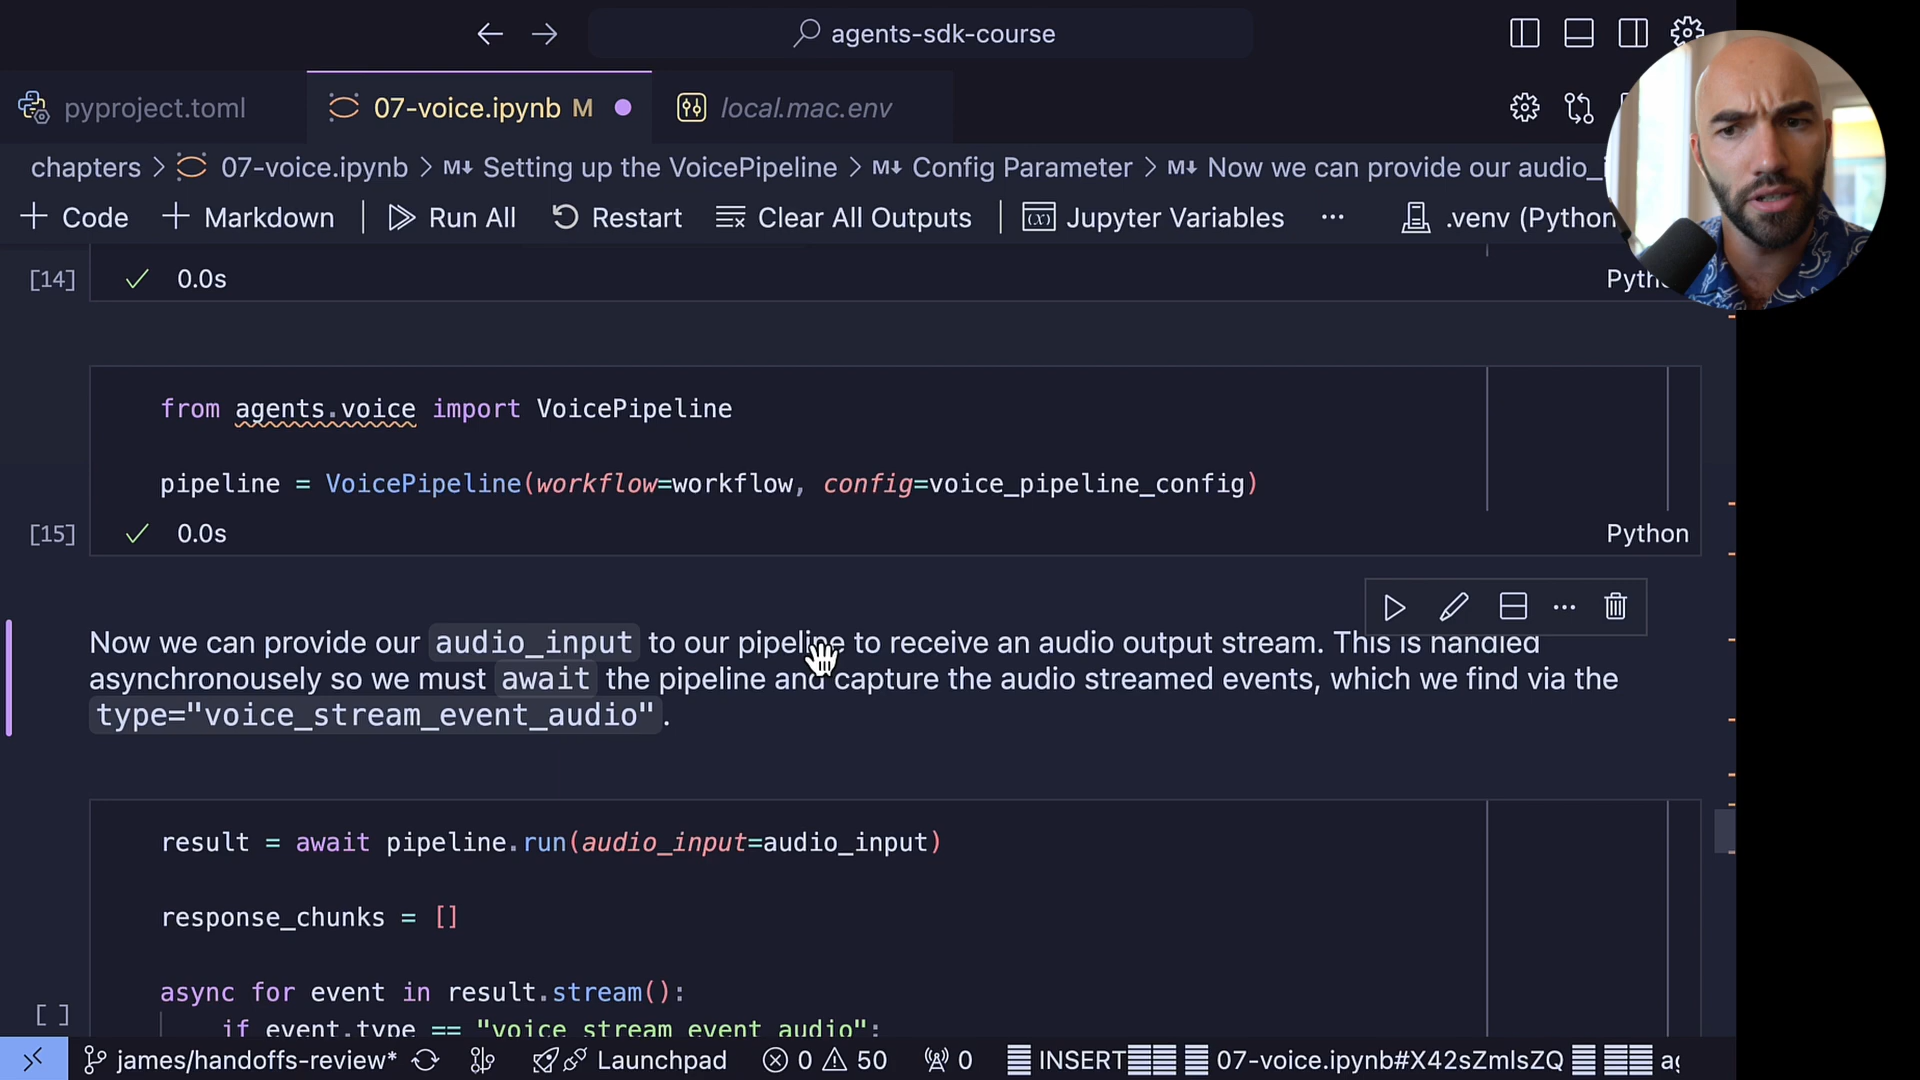 agents-sdk-course
pyproject.toml
07-voice.ipynb M
local.mac.env
chapters > 07-voice.ipynb > M↓ Setting up the VoicePipeline > M↓ Config Parameter > M↓ Now we can provide our audio_
+ Code + Markdown | Run All Restart Clear All Outputs | Jupyter Variables ··· .venv (Python
[14] 0.0s
from agents.voice import VoicePipeline
pipeline = VoicePipeline(workflow=workflow, config=voice_pipeline_config)
[15] 0.0s Python
Now we can provide our audio_input to our pipeline to receive an audio output stream. This is handled
asynchronousely so we must await the pipeline and capture the audio streamed events, which we find via the
type="voice_stream_event_audio".
result = await pipeline.run(audio_input=audio_input)
response_chunks = []
async for event in result.stream():
[ ]
if event.type == "voice_stream_event_audio":
james/handoffs-review* Launchpad 0 50 0 INSERT 07-voice.ipynb#X42sZmlsZQ